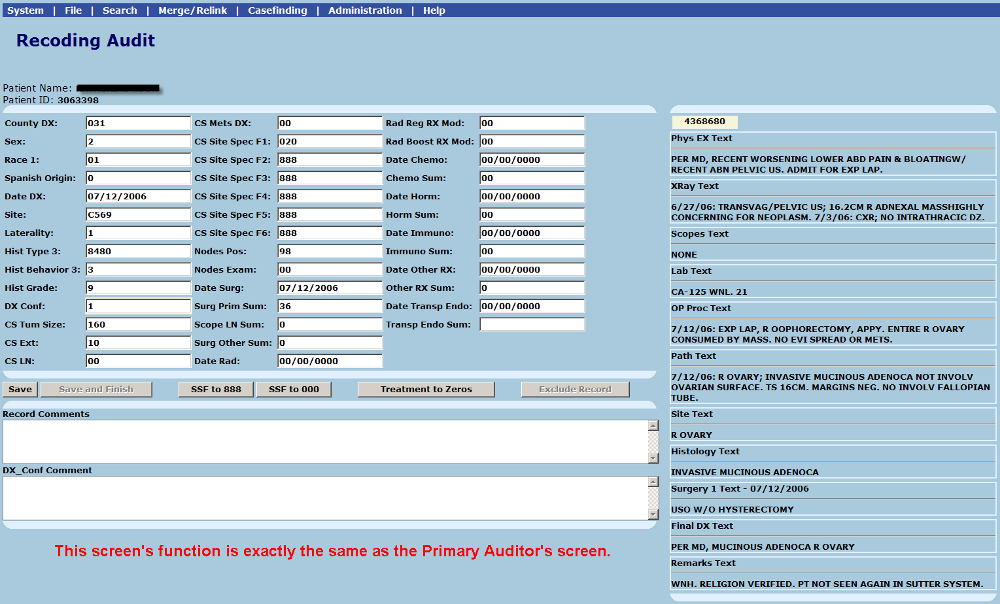 System | File | Search | Merge/Relink | Casefinding | Administration | Help
Recoding Audit
Patient Name:
Patient ID: 3063398
County DX: 031 CS Mets DX: 00 Rad Reg RX Mod: 00
Sex: 2 CS Site Spec F1: 020 Rad Boost RX Mod: 00
Race 1: 01 CS Site Spec F2: 888 Date Chemo: 00/00/0000
Spanish Origin: 0 CS Site Spec F3: 888 Chemo Sum: 00
Date DX: 07/12/2006 CS Site Spec F4: 888 Date Horm: 00/00/0000
Site: C569 CS Site Spec F5: 888 Horm Sum: 00
Laterality: 1 CS Site Spec F6: 888 Date Immuno: 00/00/0000
Hist Type 3: 8480 Nodes Pos: 98 Immuno Sum: 00
Hist Behavior 3: 3 Nodes Exam: 00 Date Other RX: 00/00/0000
Hist Grade: 9 Date Surg: 07/12/2006 Other RX Sum: 0
DX Conf: 1 Surg Prim Sum: 36 Date Transp Endo: 00/00/0000
CS Tum Size: 160 Scope LN Sum: 0 Transp Endo Sum:
CS Ext: 10 Surg Other Sum: 0
CS LN: 00 Date Rad: 00/00/0000
Save Save and Finish SSF to 888 SSF to 000 Treatment to Zeros Exclude Record
Record Comments
DX_Conf Comment
This screen's function is exactly the same as the Primary Auditor's screen.
4368680
Phys EX Text
PER MD, RECENT WORSENING LOWER ABD PAIN & BLOATINGW/
RECENT ABN PELVIC US. ADMIT FOR EXP LAP.
XRay Text
6/27/06: TRANSVAG/PELVIC US; 16.2CM R ADNEXAL MASSHIGHLY
CONCERNING FOR NEOPLASM. 7/3/06: CXR; NO INTRATHRACIC DZ.
Scopes Text
NONE
Lab Text
CA-125 WNL. 21
OP Proc Text
7/12/06: EXP LAP, R OOPHORECTOMY, APPY. ENTIRE R OVARY
CONSUMED BY MASS. NO EVI SPREAD OR METS.
Path Text
7/12/06: R OVARY; INVASIVE MUCINOUS ADENOCA NOT INVOLV
OVARIAN SURFACE. TS 16CM. MARGINS NEG. NO INVOLV FALLOPIAN
TUBE.
Site Text
R OVARY
Histology Text
INVASIVE MUCINOUS ADENOCA
Surgery 1 Text - 07/12/2006
USO W/O HYSTERECTOMY
Final DX Text
PER MD, MUCINOUS ADENOCA R OVARY
Remarks Text
WNH. RELIGION VERIFIED. PT NOT SEEN AGAIN IN SUTTER SYSTEM.